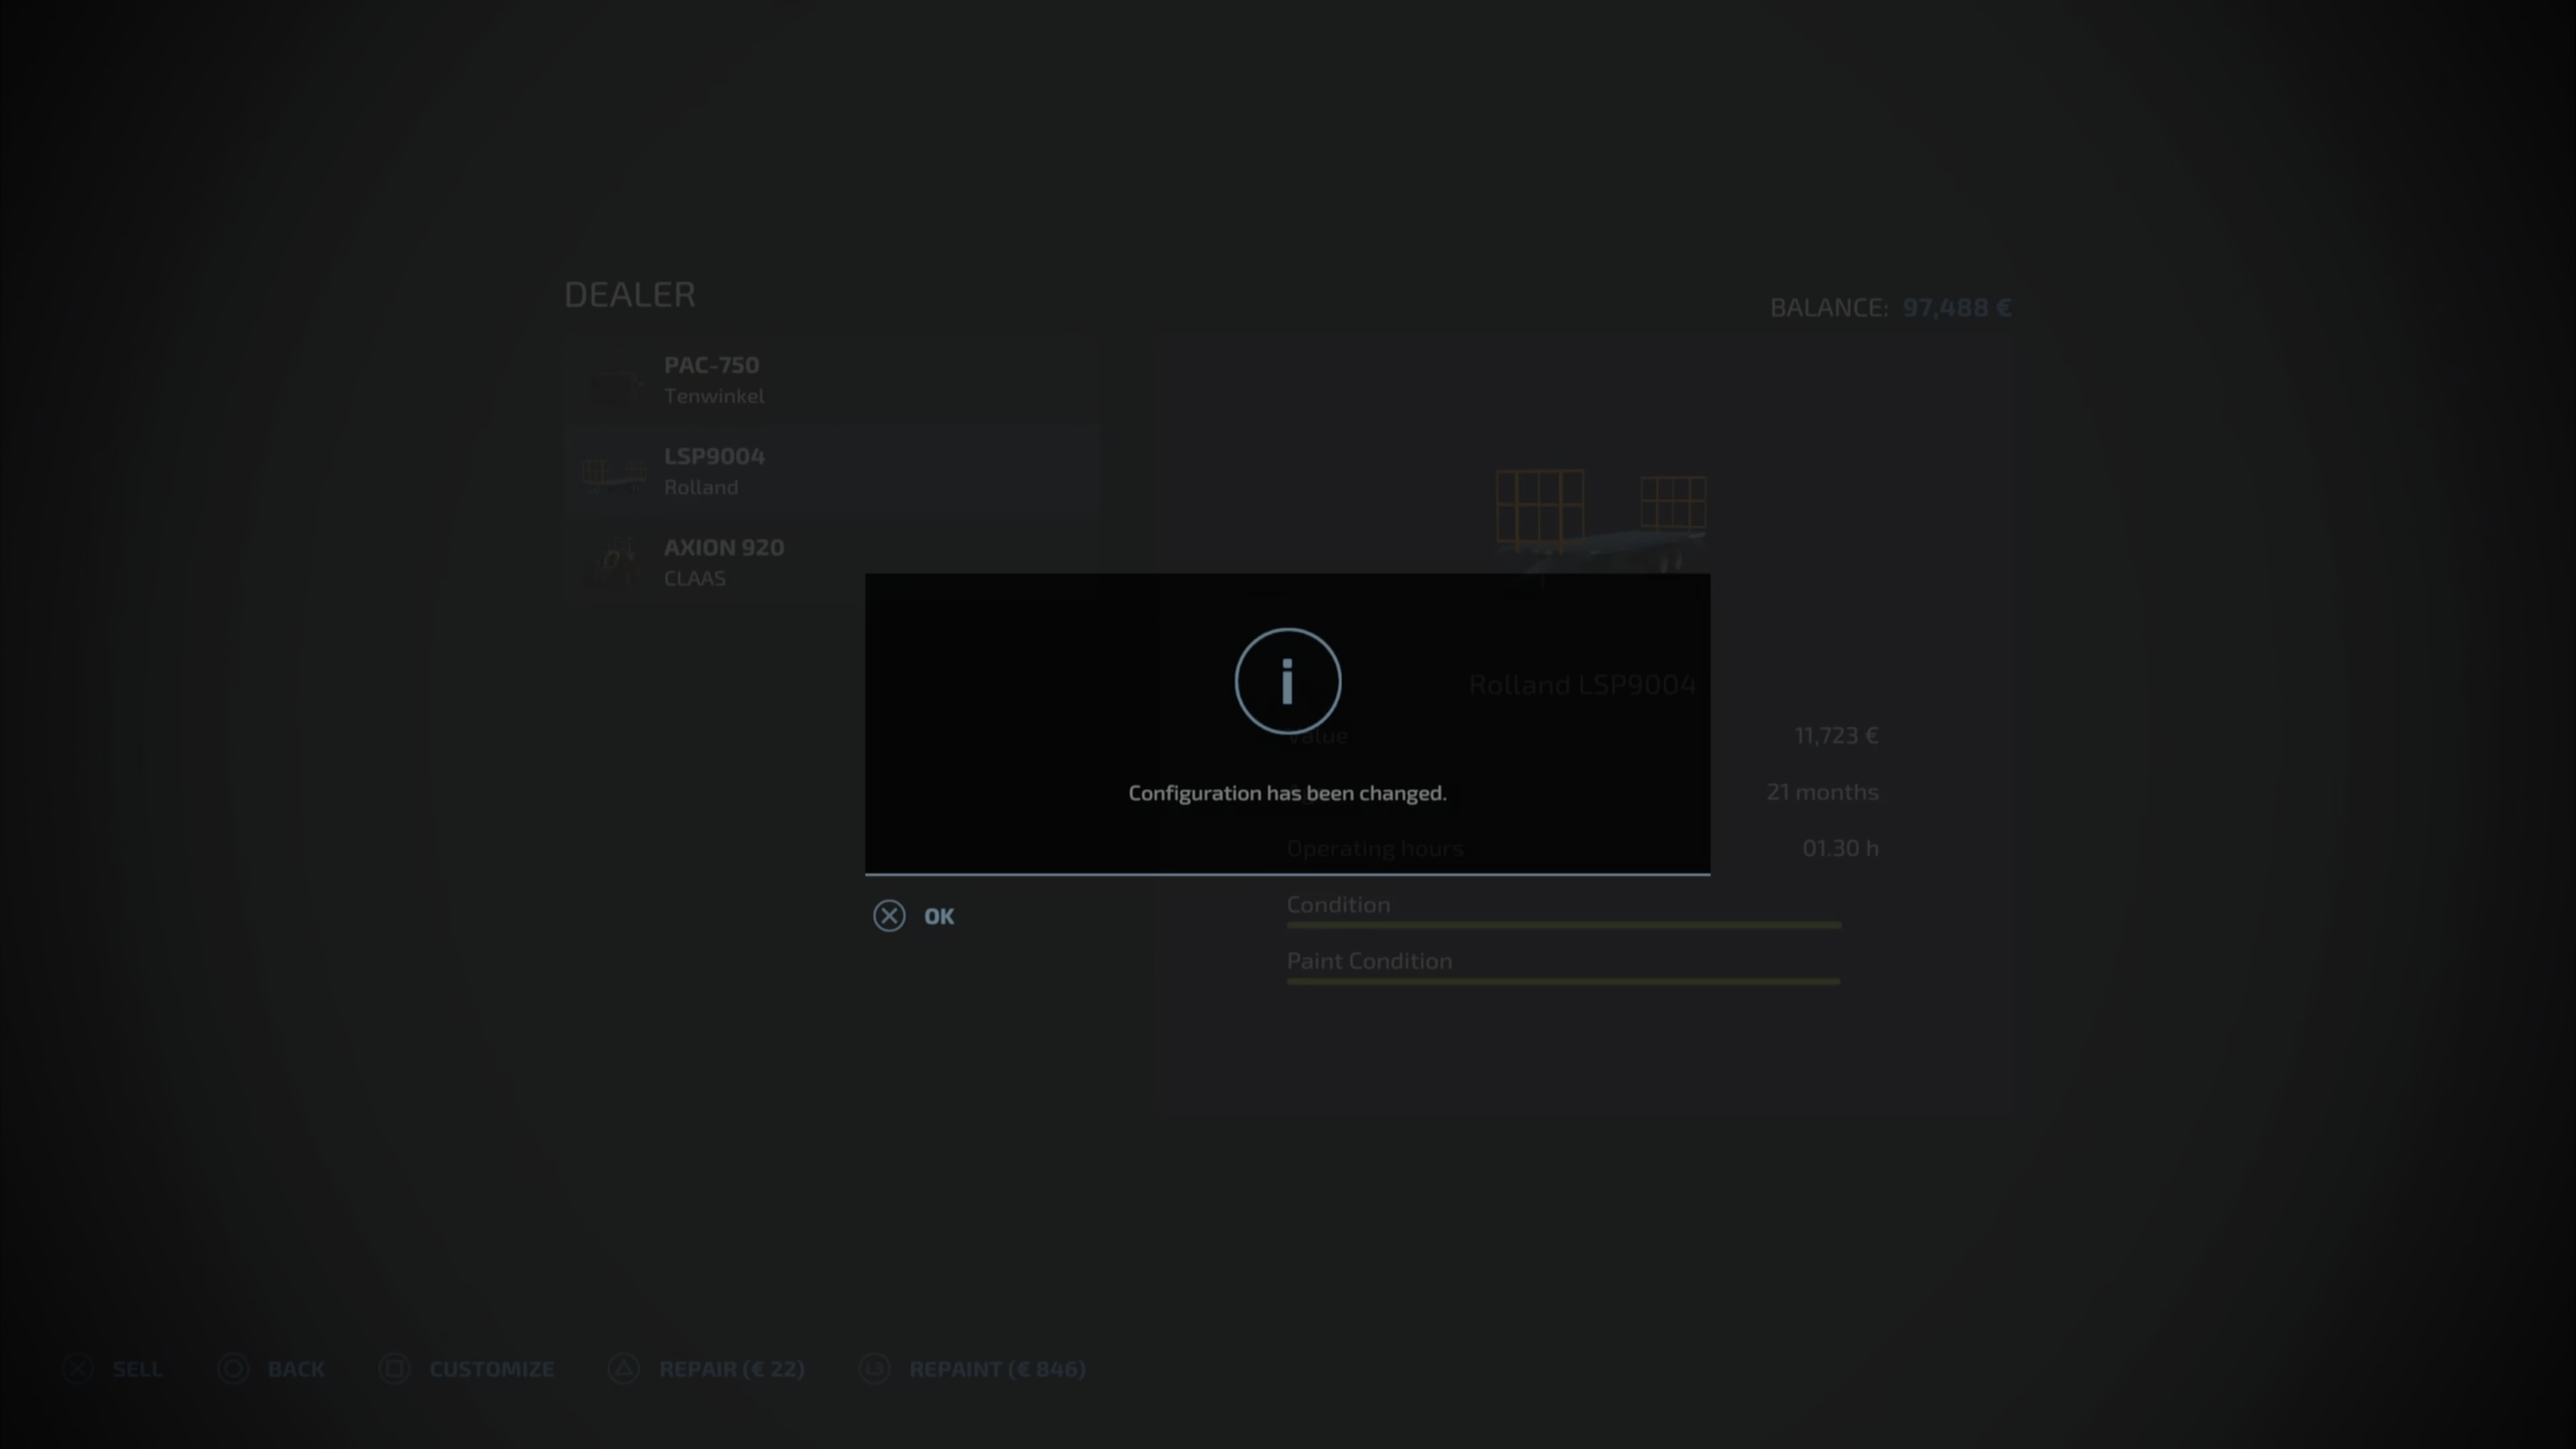 DEALER
BALANCE: 97,488 €
PAC-750
Tenwinkel
LSP9004
Rolland
AXION 920
CLAAS
i
Rolland LSP9004
Value 11,723 €
Configuration has been changed.
21 months
Operating hours 01.30 h
OK
Condition
Paint Condition
SELL BACK CUSTOMIZE REPAIR (€ 22) L3 REPAINT (€ 846)